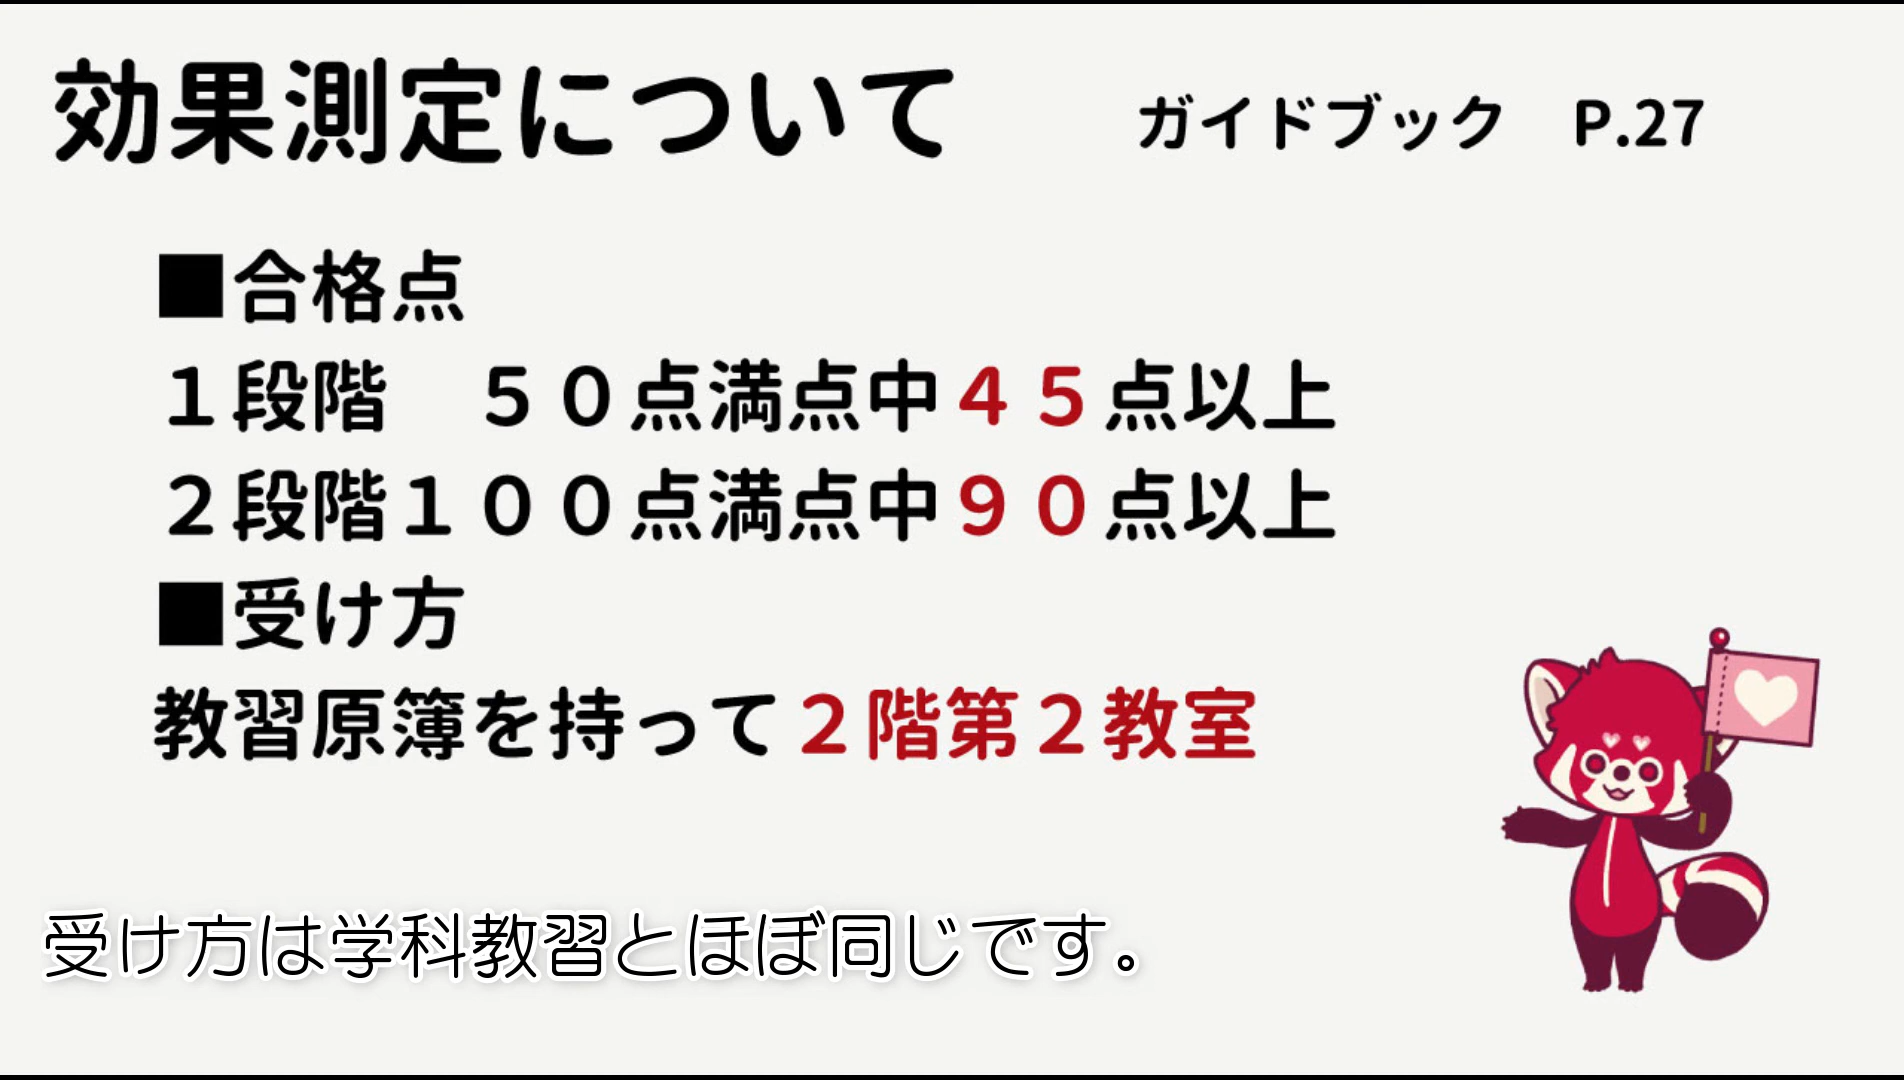 効果測定について　ガイドブック　P.27
■合格点
１段階　５０点満点中４５点以上
２段階１００点満点中９０点以上
■受け方
教習原簿を持って２階第２教室
受け方は学科教習とほぼ同じです。